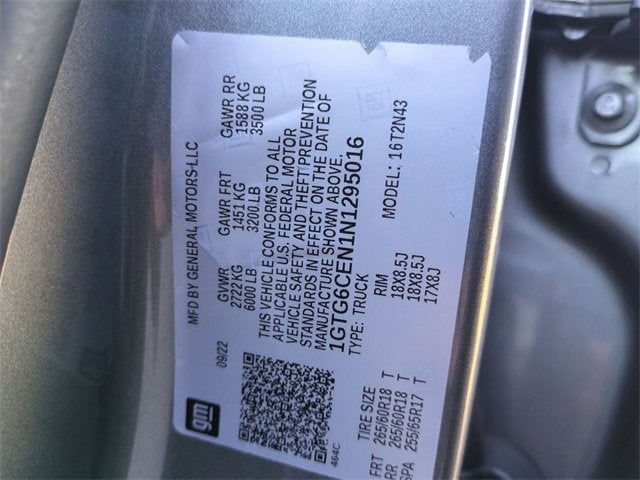 gm
09/22
MFD BY GENERAL MOTORS-LLC
GVWR GAWR FRT GAWR RR
2722 KG 1451 KG 1588 KG
6000 LB 3200 LB 3500 LB
THIS VEHICLE CONFORMS TO ALL
APPLICABLE U.S. FEDERAL MOTOR
VEHICLE SAFETY AND THEFT PREVENTION
STANDARDS IN EFFECT ON THE DATE OF
MANUFACTURE SHOWN ABOVE.
1GTG6CEN1N1295016
TYPE: TRUCK MODEL: 16T2N43
464C
TIRE SIZE RIM
FRT 265/60R18 T 18X8.5J
RR 265/60R18 T 18X8.5J
SPA 255/65R17 T 17X8J